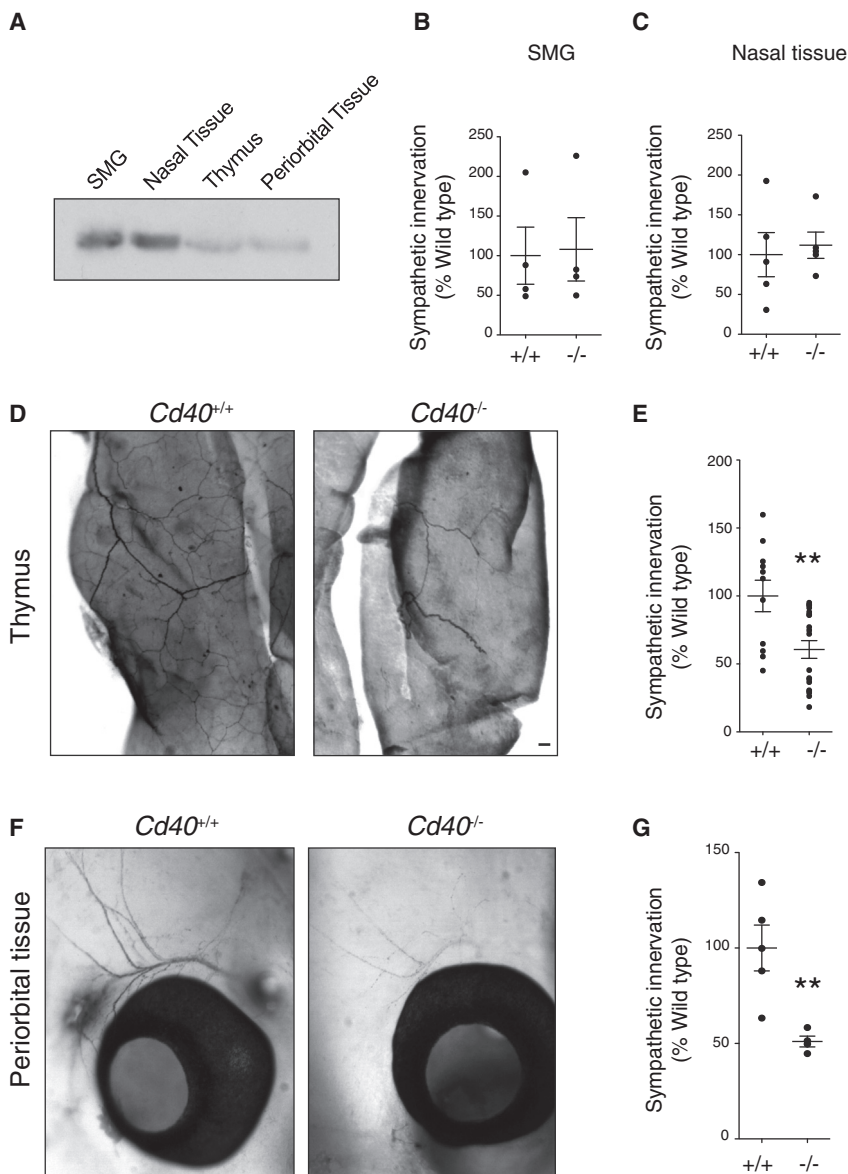 A
SMG
Nasal Tissue
Thymus
Periorbital Tissue
B
SMG
Sympathetic innervation
(% Wild type)
250
200
150
100
50
0
+/+
-/-
C
Nasal tissue
Sympathetic innervation
(% Wild type)
250
200
150
100
50
0
+/+
-/-
D
Cd40+/+
Cd40-/-
Thymus
E
Sympathetic innervation
(% Wild type)
200
150
100
50
0
**
+/+
-/-
F
Cd40+/+
Cd40-/-
Periorbital tissue
G
Sympathetic innervation
(% Wild type)
150
100
50
0
**
+/+
-/-